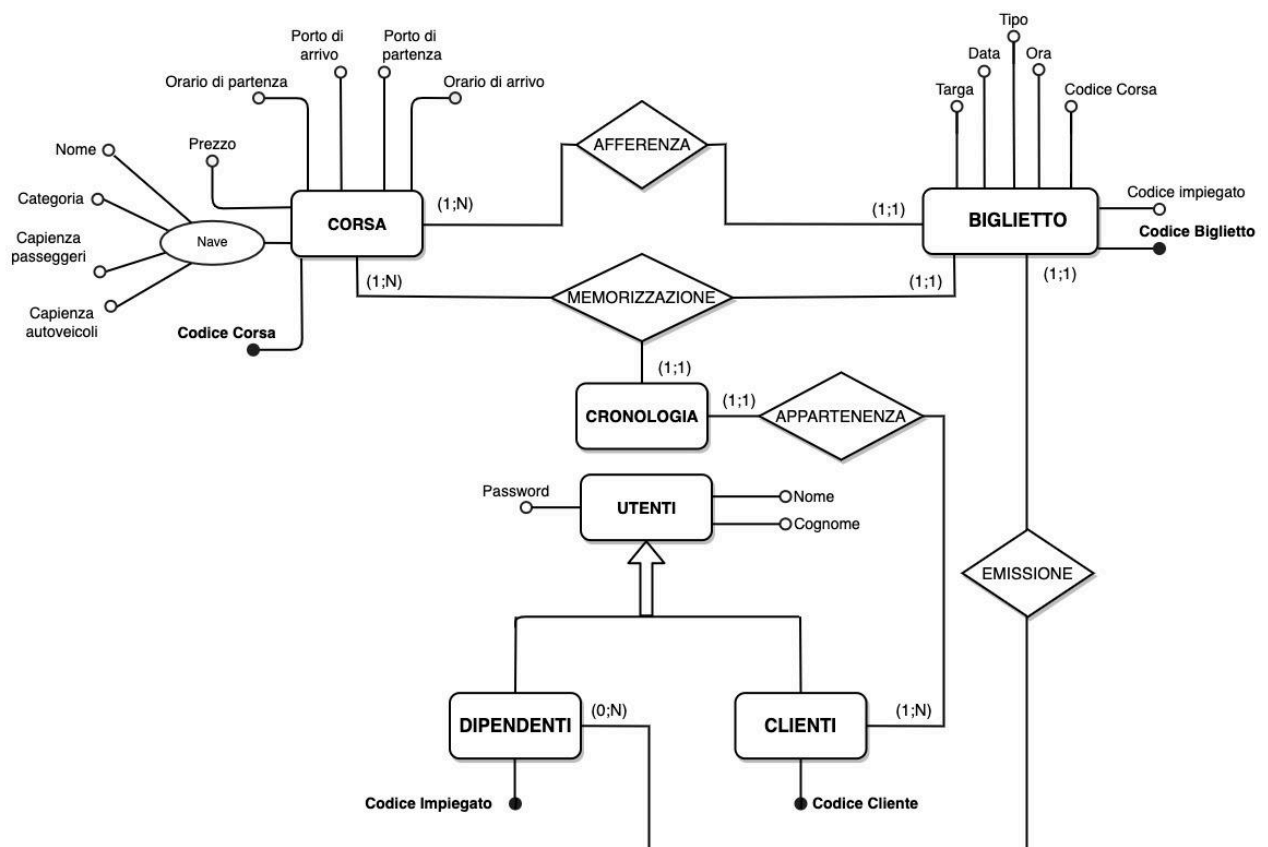 Tipo
Porto di
arrivo
Porto di
partenza
Data
Ora
Orario di partenza
Orario di arrivo
Targa
Codice Corsa
Nome
Prezzo
AFFERENZA
Categoria
Codice impiegato
(1;N)
(1;1)
CORSA
BIGLIETTO
Codice Biglietto
Nave
Capienza
passeggeri
(1;N)
(1;1)
(1;1)
MEMORIZZAZIONE
Capienza
autoveicoli
Codice Corsa
(1;1)
CRONOLOGIA
(1;1)
APPARTENENZA
Password
UTENTI
Nome
Cognome
EMISSIONE
DIPENDENTI
(0;N)
CLIENTI
(1;N)
Codice Impiegato
Codice Cliente